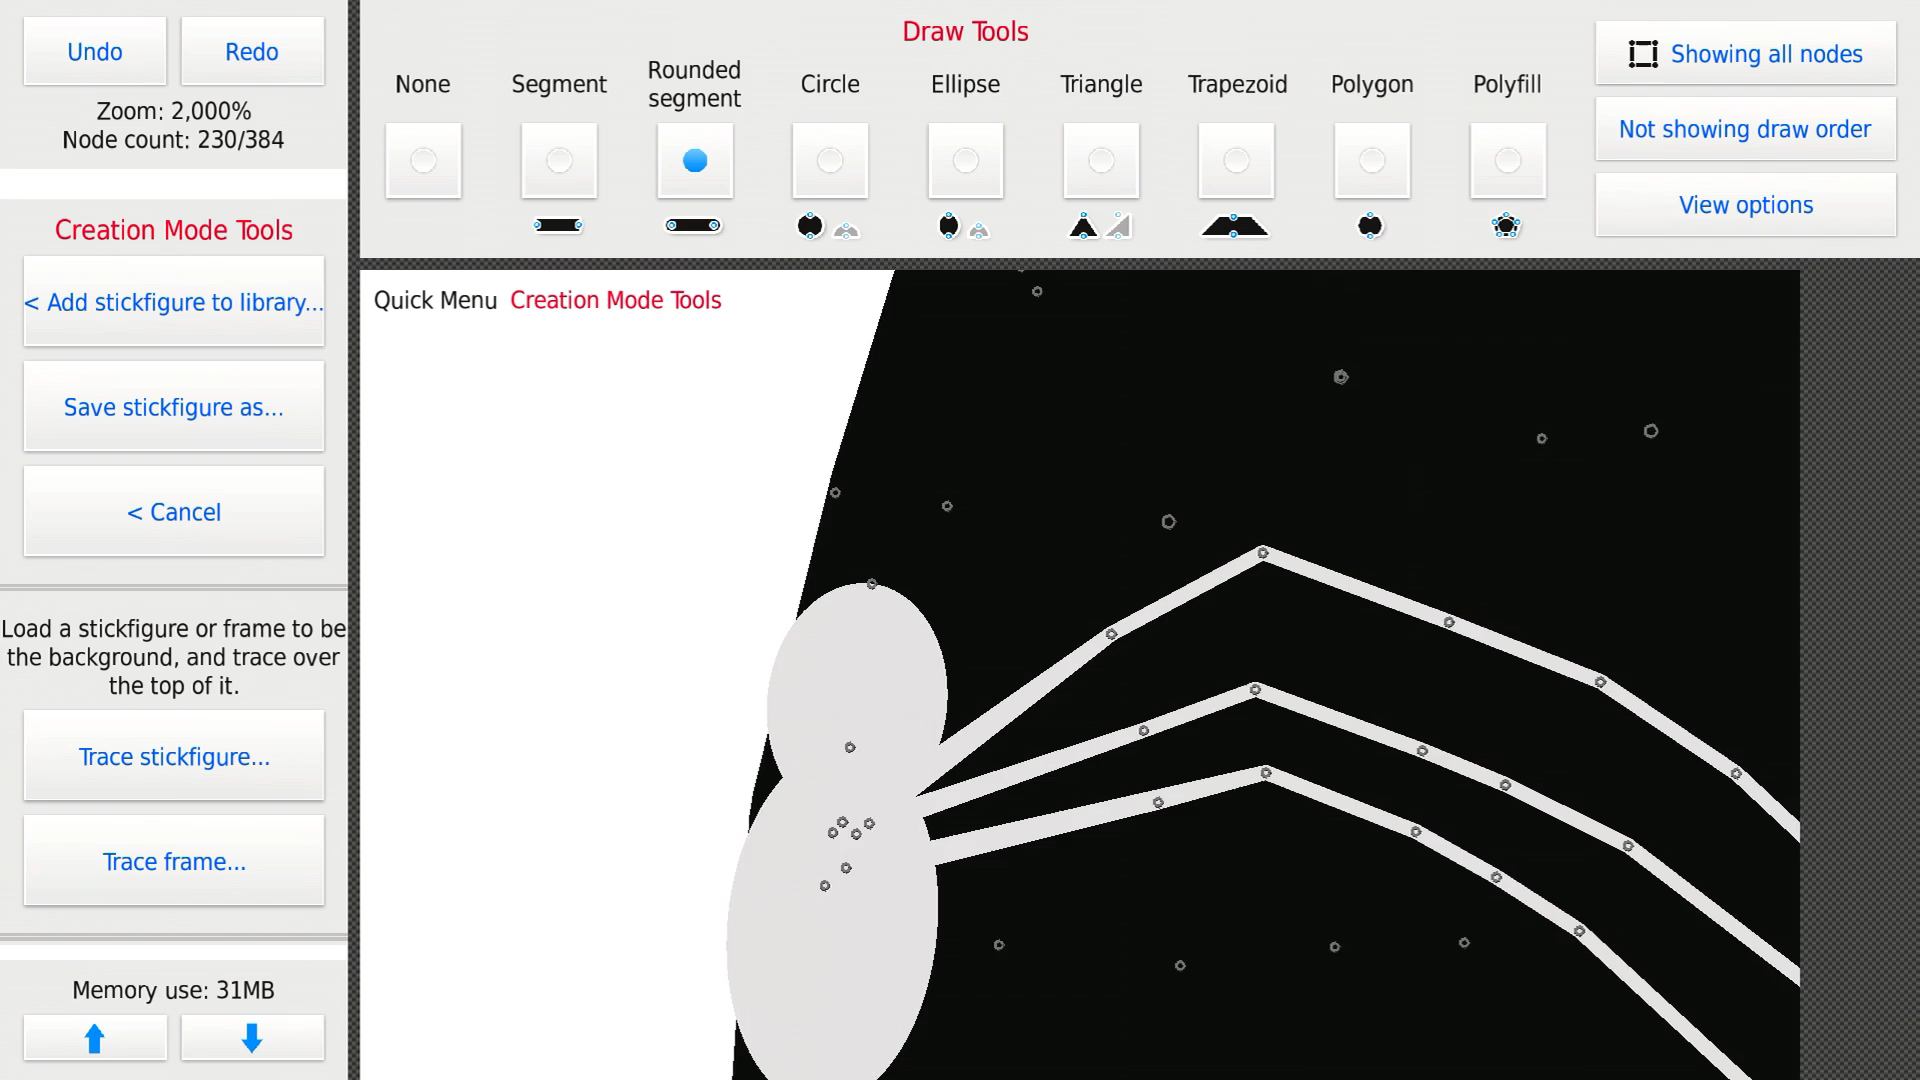 Undo
Redo
Zoom: 2,000%
Node count: 230/384
Creation Mode Tools
< Add stickfigure to library...
Save stickfigure as...
< Cancel
Load a stickfigure or frame to be
the background, and trace over
the top of it.
Trace stickfigure...
Trace frame...
Memory use: 31MB
Draw Tools
None
Segment
Rounded
segment
Circle
Ellipse
Triangle
Trapezoid
Polygon
Polyfill
Showing all nodes
Not showing draw order
View options
Quick Menu Creation Mode Tools